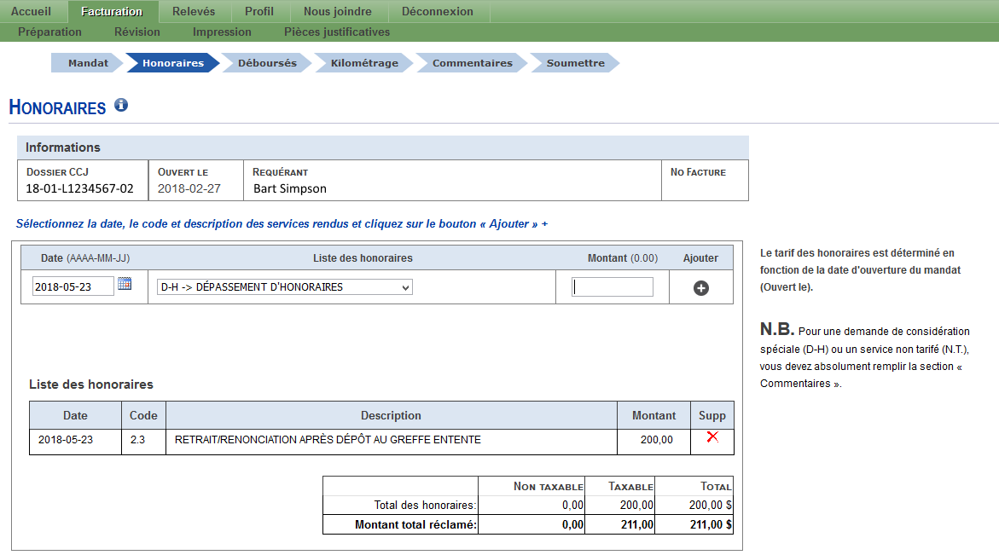 Accueil Facturation Relevés Profil Nous joindre Déconnexion
Préparation Révision Impression Pièces justificatives
Mandat Honoraires Déboursés Kilométrage Commentaires Soumettre
HONORAIRES
Informations
DOSSIER CCJ OUVERT LE REQUÉRANT NO FACTURE
18-01-L1234567-02 2018-02-27 Bart Simpson
Sélectionnez la date, le code et description des services rendus et cliquez sur le bouton « Ajouter » +
Date (AAAA-MM-JJ) Liste des honoraires Montant (0.00) Ajouter
2018-05-23 D-H -> DÉPASSEMENT D'HONORAIRES
Le tarif des honoraires est déterminé en
fonction de la date d'ouverture du mandat
(Ouvert le).
N.B. Pour une demande de considération
spéciale (D-H) ou un service non tarifé (N.T.),
vous devez absolument remplir la section «
Commentaires ».
Liste des honoraires
Date Code Description Montant Supp
2018-05-23 2.3 RETRAIT/RENONCIATION APRÈS DÉPÔT AU GREFFE ENTENTE 200,00
NON TAXABLE TAXABLE TOTAL
Total des honoraires: 0,00 200,00 200,00 $
Montant total réclamé: 0,00 211,00 211,00 $